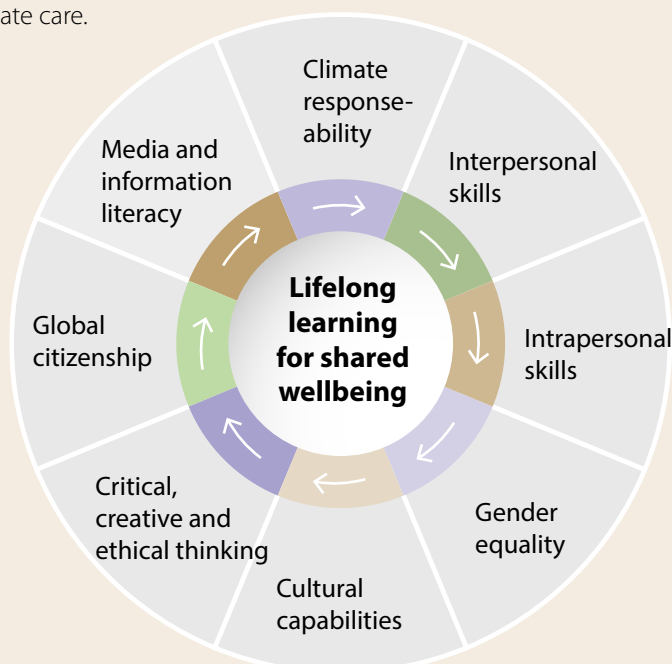 ate care.
Climate
response-
ability
Interpersonal
skills
Intrapersonal
skills
Gender
equality
Cultural
capabilities
Critical,
creative and
ethical thinking
Global
citizenship
Media and
information
literacy
Lifelong
learning
for shared
wellbeing